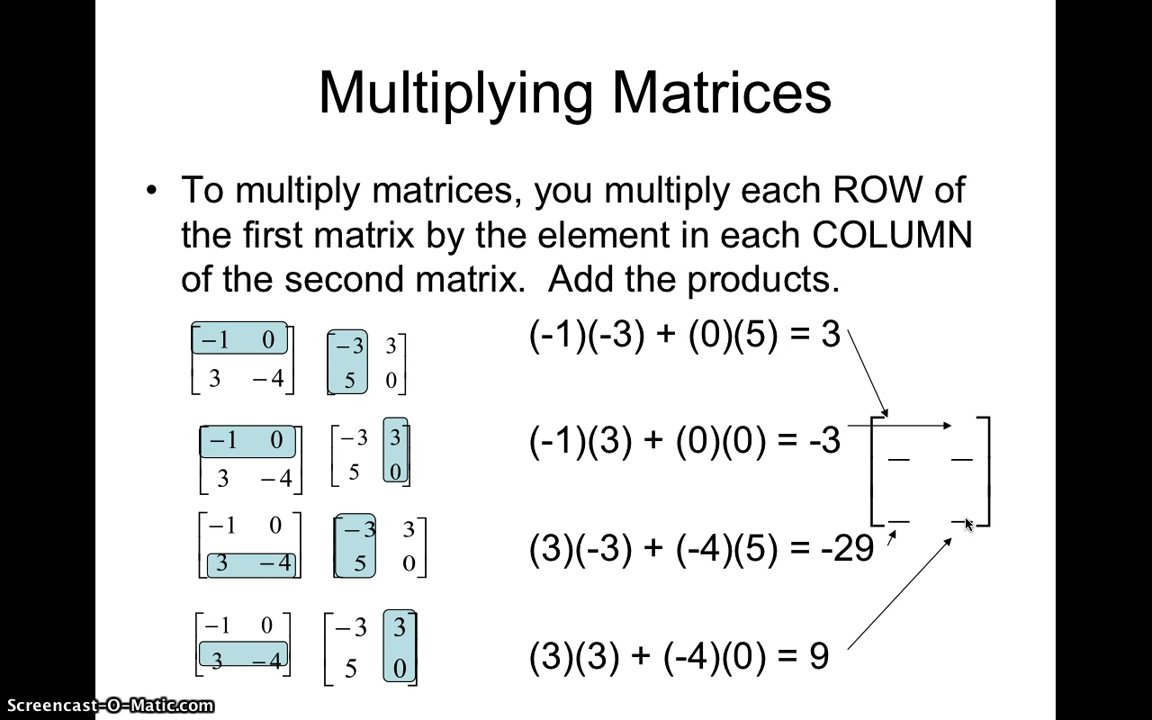 Multiplying Matrices
• To multiply matrices, you multiply each ROW of
the first matrix by the element in each COLUMN
of the second matrix.  Add the products.
[−1 0] [−3 3] (-1)(-3) + (0)(5) = 3
[3 −4] [5 0]
[−1 0] [−3 3] (-1)(3) + (0)(0) = -3
[3 −4] [5 0]
[−1 0] [−3 3]
[3 −4] [5 0] (3)(-3) + (-4)(5) = -29
[−1 0] [−3 3]
[3 −4] [5 0] (3)(3) + (-4)(0) = 9
Screencast-O-Matic.com